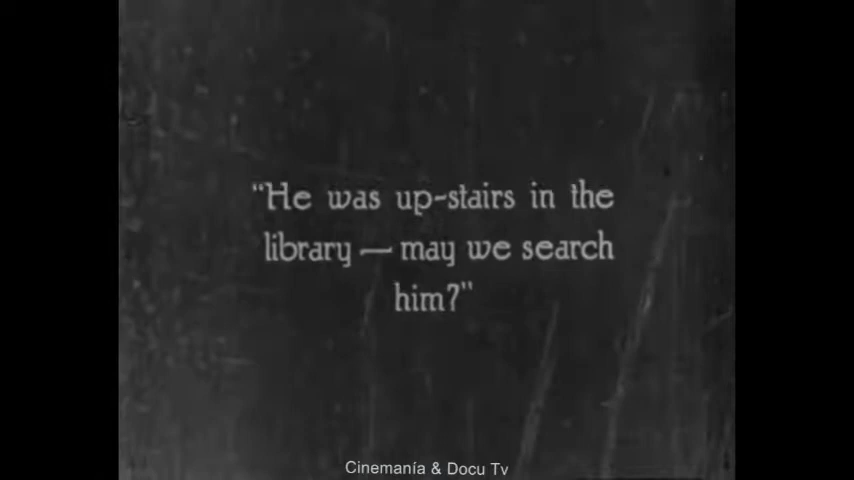 "He was up-stairs in the
library — may we search
him?"
Cinemanía & Docu Tv